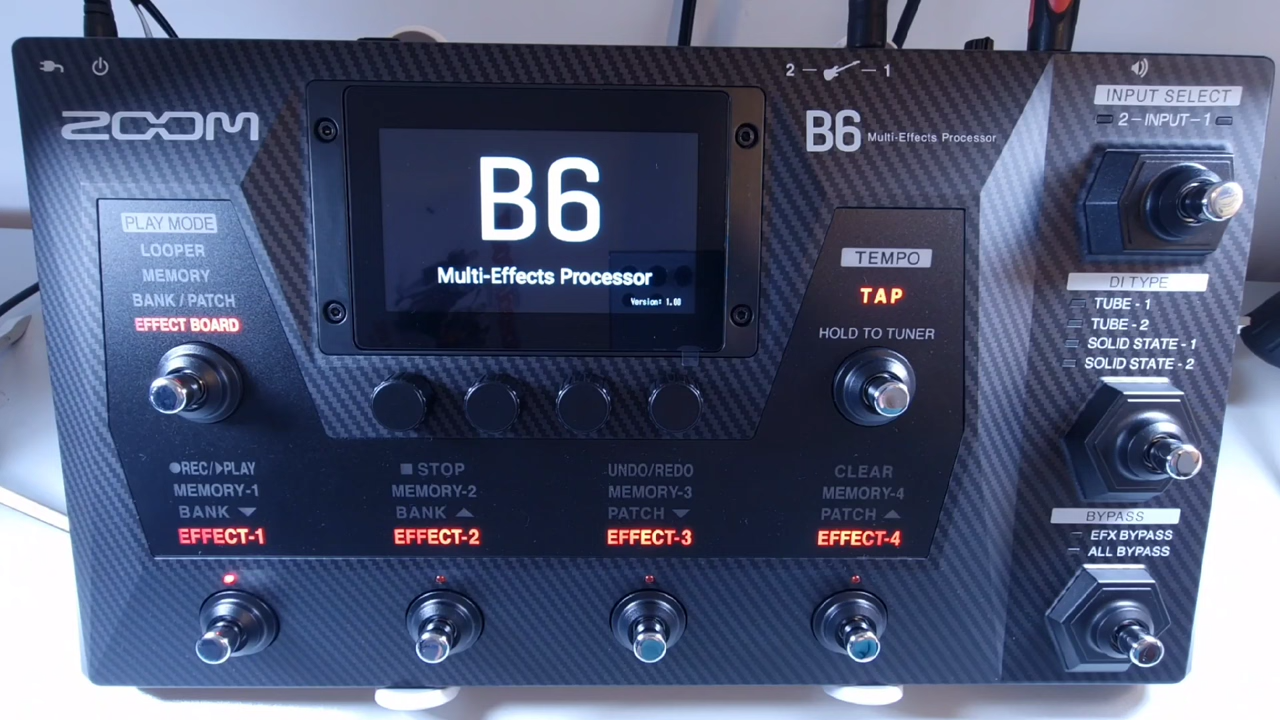 2 — 1
ZOOM
B6 Multi-Effects Processor
INPUT SELECT
2-INPUT-1
PLAY MODE
LOOPER
MEMORY
BANK / PATCH
EFFECT BOARD
B6
Multi-Effects Processor
Version: 1.00
TEMPO
TAP
HOLD TO TUNER
DI TYPE
TUBE - 1
TUBE - 2
SOLID STATE - 1
SOLID STATE - 2
●REC/▶PLAY
MEMORY-1
BANK ▼
EFFECT-1
■ STOP
MEMORY-2
BANK ▲
EFFECT-2
UNDO/REDO
MEMORY-3
PATCH ▼
EFFECT-3
CLEAR
MEMORY-4
PATCH ▲
EFFECT-4
BYPASS
EFX BYPASS
ALL BYPASS